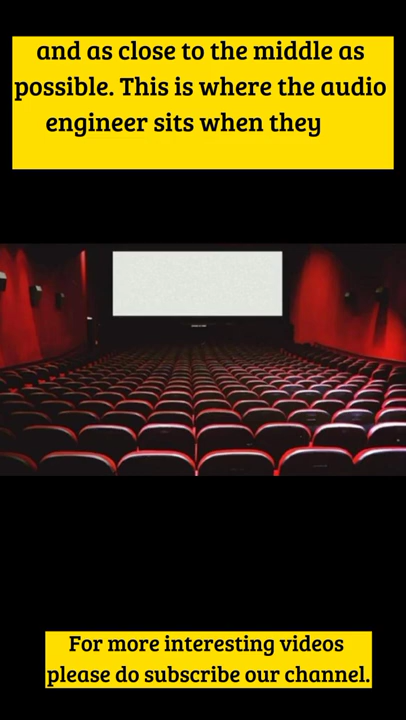 and as close to the middle as
possible. This is where the audio
engineer sits when they
For more interesting videos
please do subscribe our channel.